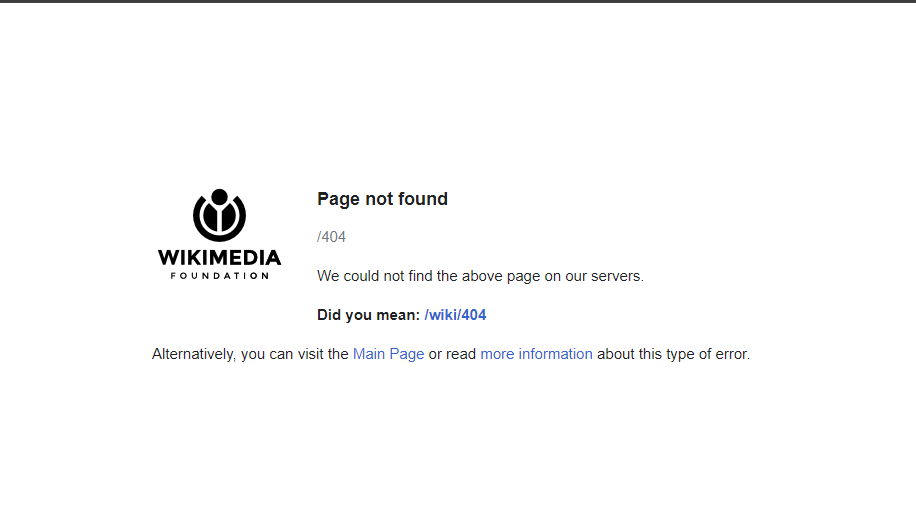 WIKIMEDIA
FOUNDATION
Page not found
/404
We could not find the above page on our servers.
Did you mean: /wiki/404
Alternatively, you can visit the Main Page or read more information about this type of error.